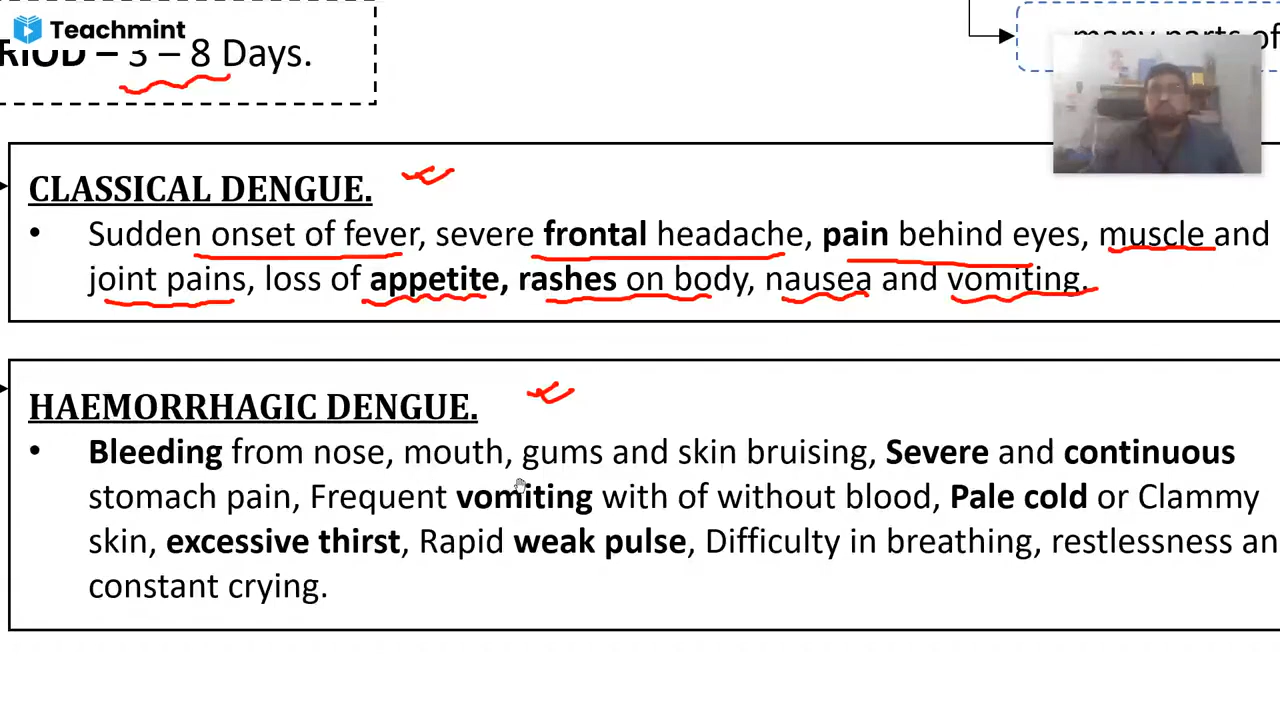 Teachmint
RIOD – 3 – 8 Days.
many parts of
CLASSICAL DENGUE.
• Sudden onset of fever, severe frontal headache, pain behind eyes, muscle and
joint pains, loss of appetite, rashes on body, nausea and vomiting.
HAEMORRHAGIC DENGUE.
• Bleeding from nose, mouth, gums and skin bruising, Severe and continuous
stomach pain, Frequent vomiting with of without blood, Pale cold or Clammy
skin, excessive thirst, Rapid weak pulse, Difficulty in breathing, restlessness an
constant crying.